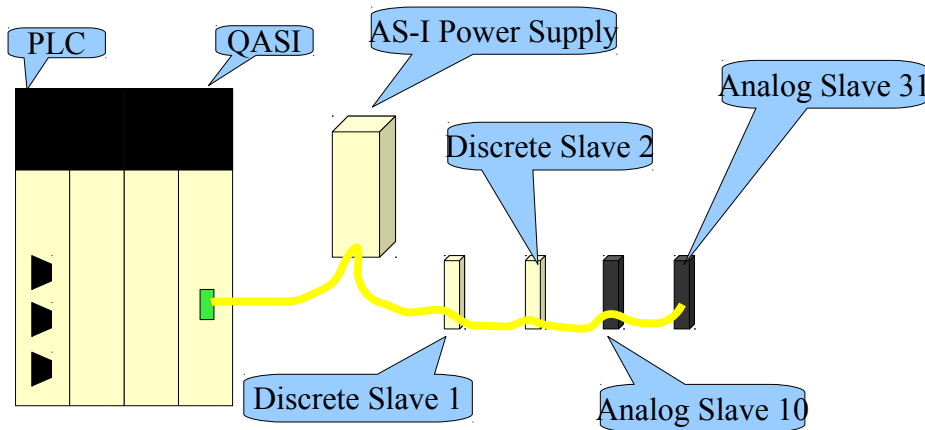 PLC
QASI
AS-I Power Supply
Analog Slave 31
Discrete Slave 2
Discrete Slave 1
Analog Slave 10